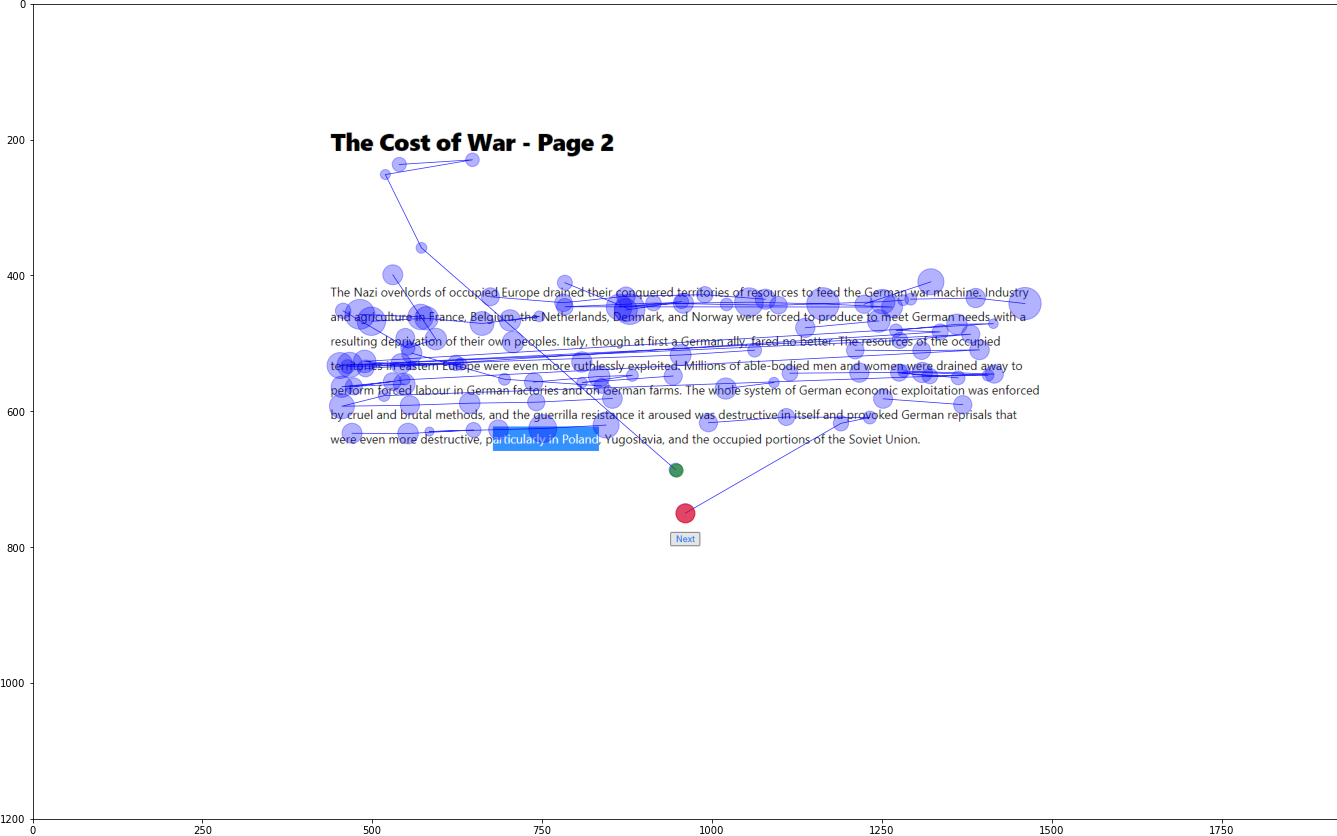 The Cost of War - Page 2
The Nazi overlords of occupied Europe drained their conquered territories of resources to feed the German war machine. Industry
and agriculture in France, Belgium, the Netherlands, Denmark, and Norway were forced to produce to meet German needs with a
resulting deprivation of their own peoples. Italy, though at first a German ally, fared no better. The resources of the occupied
territories in eastern Europe were even more ruthlessly exploited. Millions of able-bodied men and women were drained away to
perform forced labour in German factories and on German farms. The whole system of German economic exploitation was enforced
by cruel and brutal methods, and the guerrilla resistance it aroused was destructive in itself and provoked German reprisals that
were even more destructive, particularly in Poland, Yugoslavia, and the occupied portions of the Soviet Union.
Next
0
200
400
600
800
1000
1200
0 250 500 750 1000 1250 1500 1750